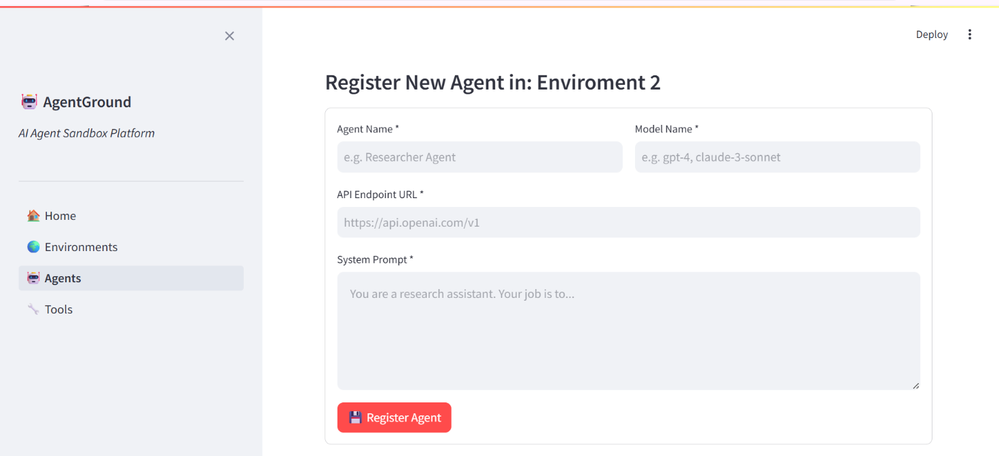 Deploy
AgentGround
AI Agent Sandbox Platform
Home
Environments
Agents
Tools
Register New Agent in: Enviroment 2
Agent Name *
Model Name *
e.g. Researcher Agent
e.g. gpt-4, claude-3-sonnet
API Endpoint URL *
https://api.openai.com/v1
System Prompt *
You are a research assistant. Your job is to...
Register Agent